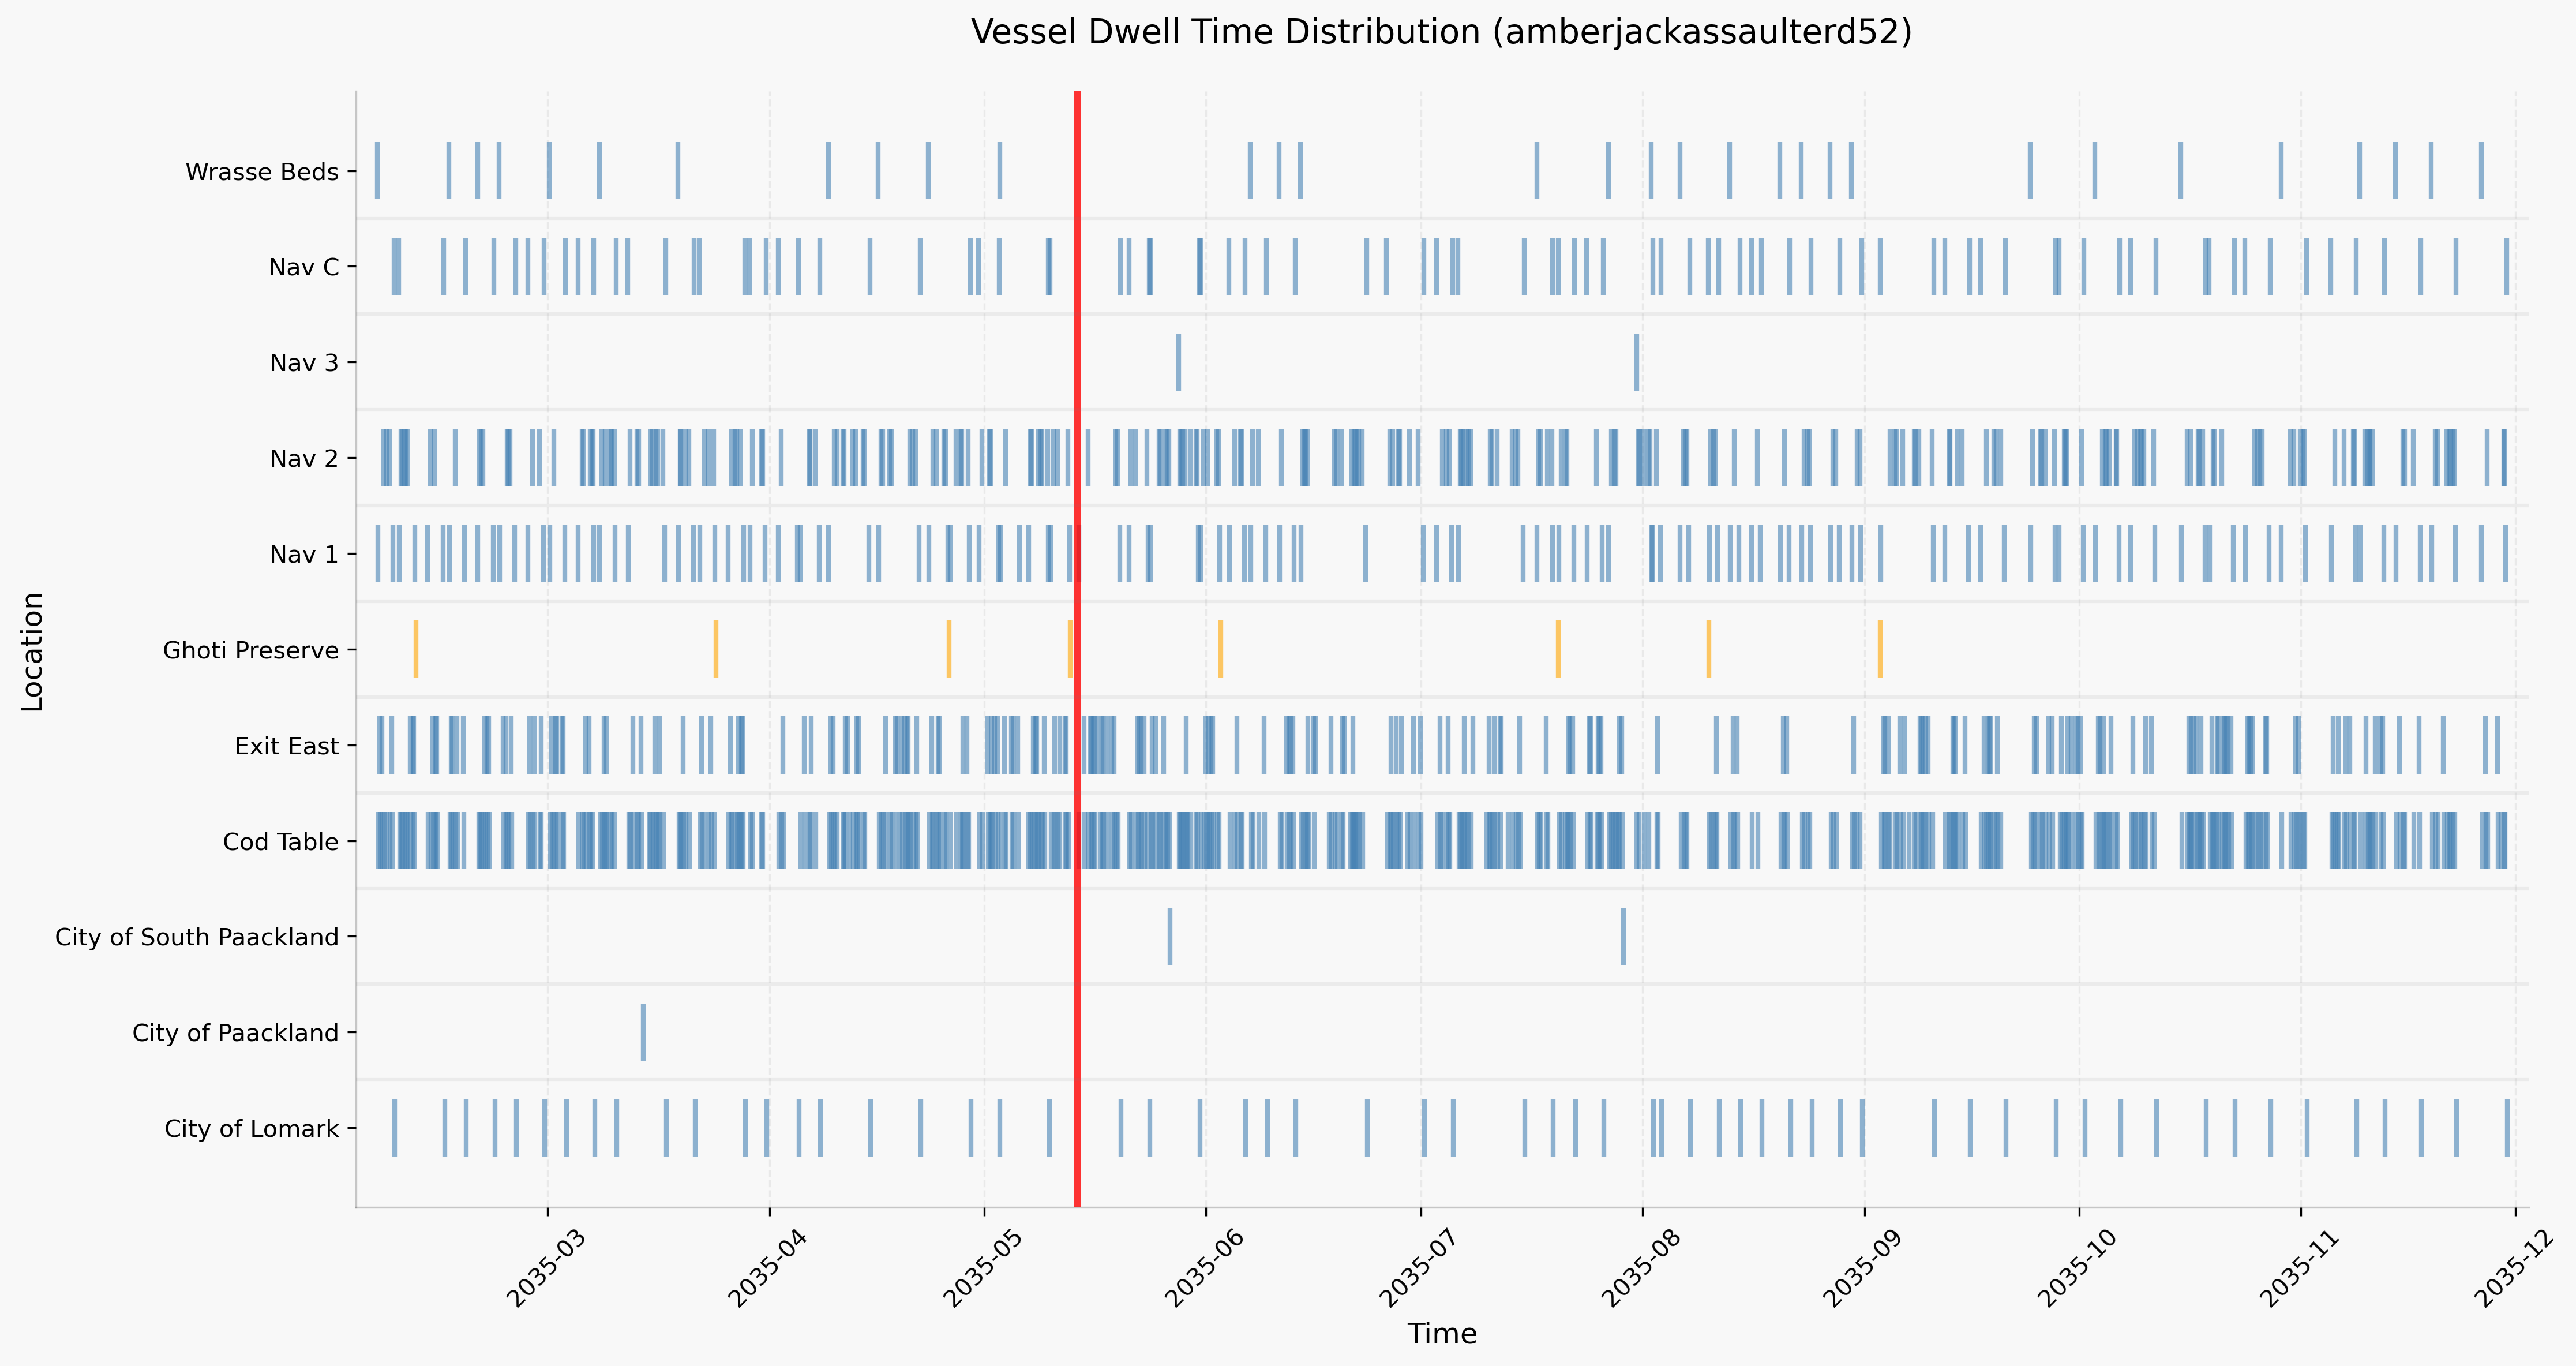 Vessel Dwell Time Distribution (amberjackassaulterd52)
Location
Wrasse Beds
Nav C
Nav 3
Nav 2
Nav 1
Ghoti Preserve
Exit East
Cod Table
City of South Paackland
City of Paackland
City of Lomark
2035-03
2035-04
2035-05
2035-06
2035-07
2035-08
2035-09
2035-10
2035-11
2035-12
Time